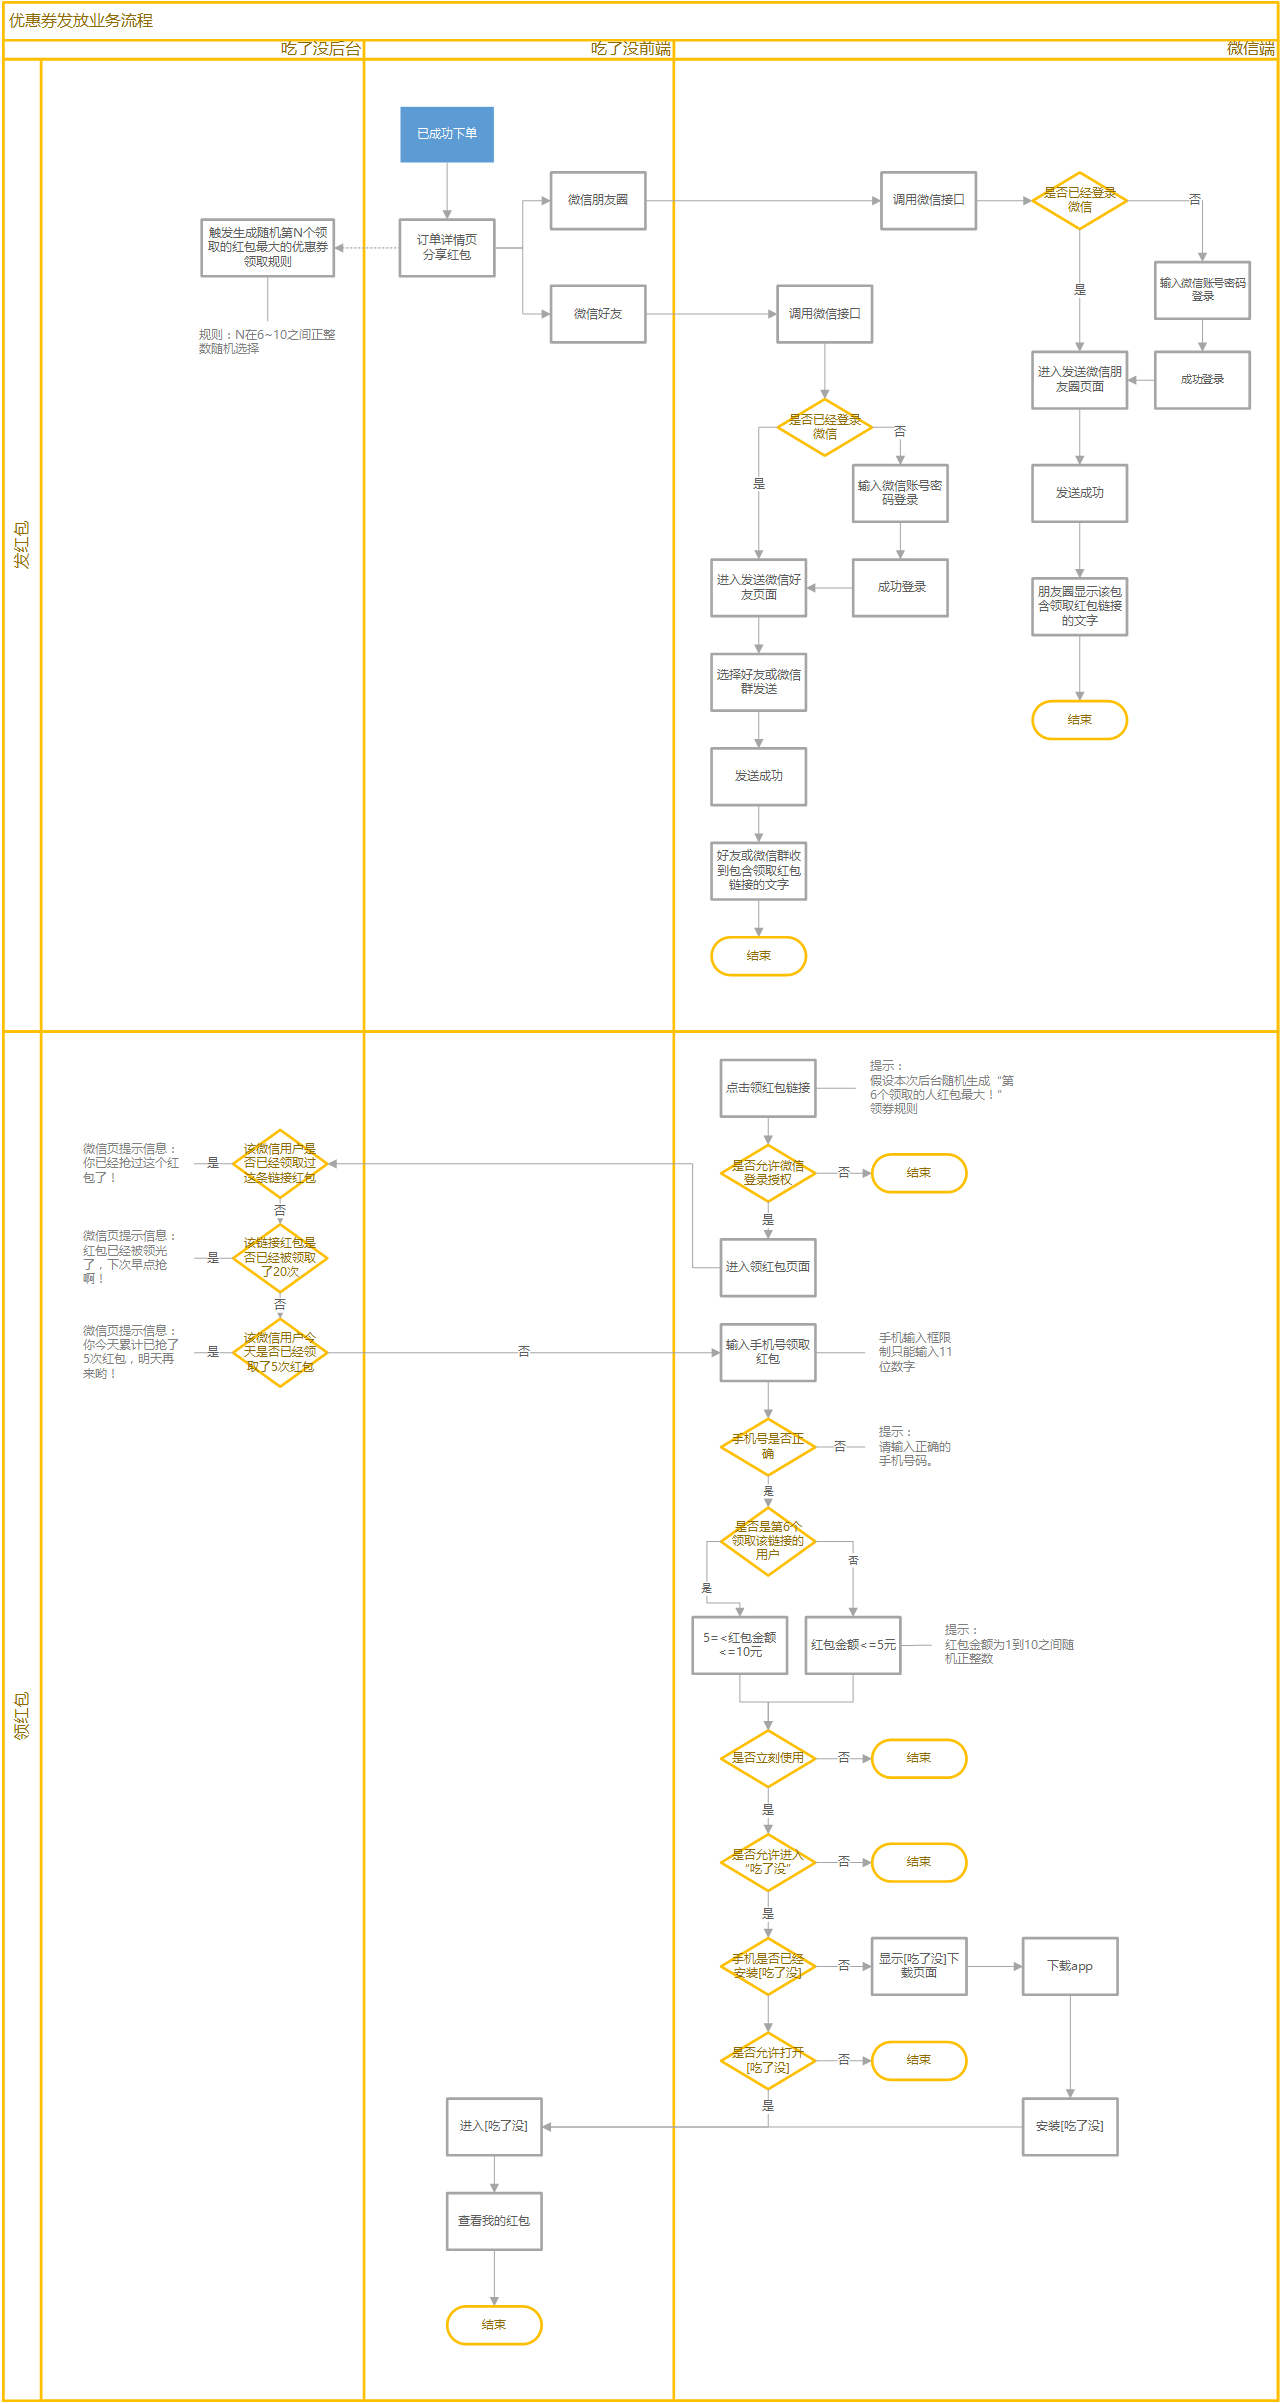 优惠券发放业务流程
吃了没后台
吃了没前端
微信端
发红包
已成功下单
订单详情页
分享红包
触发生成随机第N个领
取的红包最大的优惠券
领取规则
规则：N在6~10之间正整
数随机选择
微信朋友圈
调用微信接口
是否已经登录
微信
否
是
输入微信账号密码
登录
成功登录
进入发送微信朋
友圈页面
发送成功
朋友圈显示该包
含领取红包链接
的文字
结束
微信好友
调用微信接口
是否已经登录
微信
否
是
输入微信账号密
码登录
成功登录
进入发送微信好
友页面
选择好友或微信
群发送
发送成功
好友或微信群收
到包含领取红包
链接的文字
结束
领红包
点击领红包链接
提示：
假设本次后台随机生成“第
6个领取的人红包最大！”
领券规则
是否允许微信
登录授权
否
结束
是
进入领红包页面
该微信用户是
否已经领取过
这条链接红包
是
微信页提示信息：
你已经抢过这个红
包了！
否
该链接红包是
否已经被领取
了20次
是
微信页提示信息：
红包已经被领光
了，下次早点抢
啊！
否
该微信用户今
天是否已经领
取了5次红包
是
微信页提示信息：
你今天累计已抢了
5次红包，明天再
来哟！
否
输入手机号领取
红包
手机输入框限
制只能输入11
位数字
手机号是否正
确
否
提示：
请输入正确的
手机号码。
是
是否是第6个
领取该链接的
用户
是
否
5=<红包金额
<=10元
红包金额<=5元
提示：
红包金额为1到10之间随
机正整数
是否立刻使用
否
结束
是
是否允许进入
“吃了没”
否
结束
是
手机是否已经
安装[吃了没]
否
显示[吃了没]下
载页面
下载app
是否允许打开
[吃了没]
否
结束
是
安装[吃了没]
进入[吃了没]
查看我的红包
结束